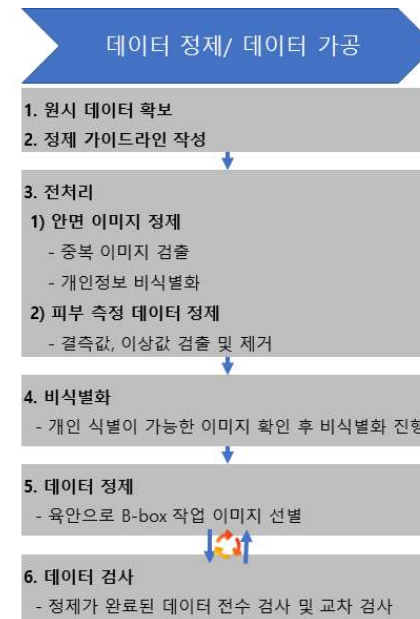 데이터 정제/ 데이터 가공
1. 원시 데이터 확보
2. 정제 가이드라인 작성
3. 전처리
1) 안면 이미지 정제
- 중복 이미지 검출
- 개인정보 비식별화
2) 피부 측정 데이터 정제
- 결측값, 이상값 검출 및 제거
4. 비식별화
- 개인 식별이 가능한 이미지 확인 후 비식별화 진행
5. 데이터 정제
- 육안으로 B-box 작업 이미지 선별
6. 데이터 검사
- 정제가 완료된 데이터 전수 검사 및 교차 검사